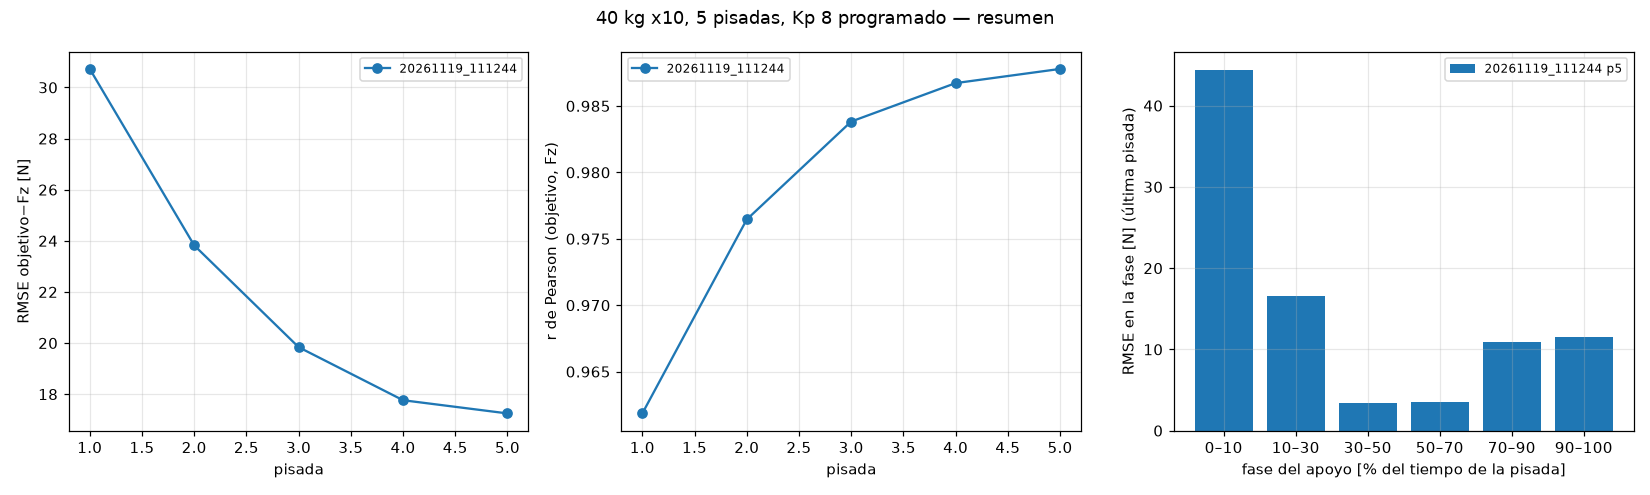 40 kg x10, 5 pisadas, Kp 8 programado — resumen
RMSE objetivo−Fz [N]
30
28
26
24
22
20
18
20261119_111244
1.0 1.5 2.0 2.5 3.0 3.5 4.0 4.5 5.0
pisada
r de Pearson (objetivo, Fz)
0.985
0.980
0.975
0.970
0.965
20261119_111244
1.0 1.5 2.0 2.5 3.0 3.5 4.0 4.5 5.0
pisada
RMSE en la fase [N] (última pisada)
40
30
20
10
0
20261119_111244 p5
0–10 10–30 30–50 50–70 70–90 90–100
fase del apoyo [% del tiempo de la pisada]